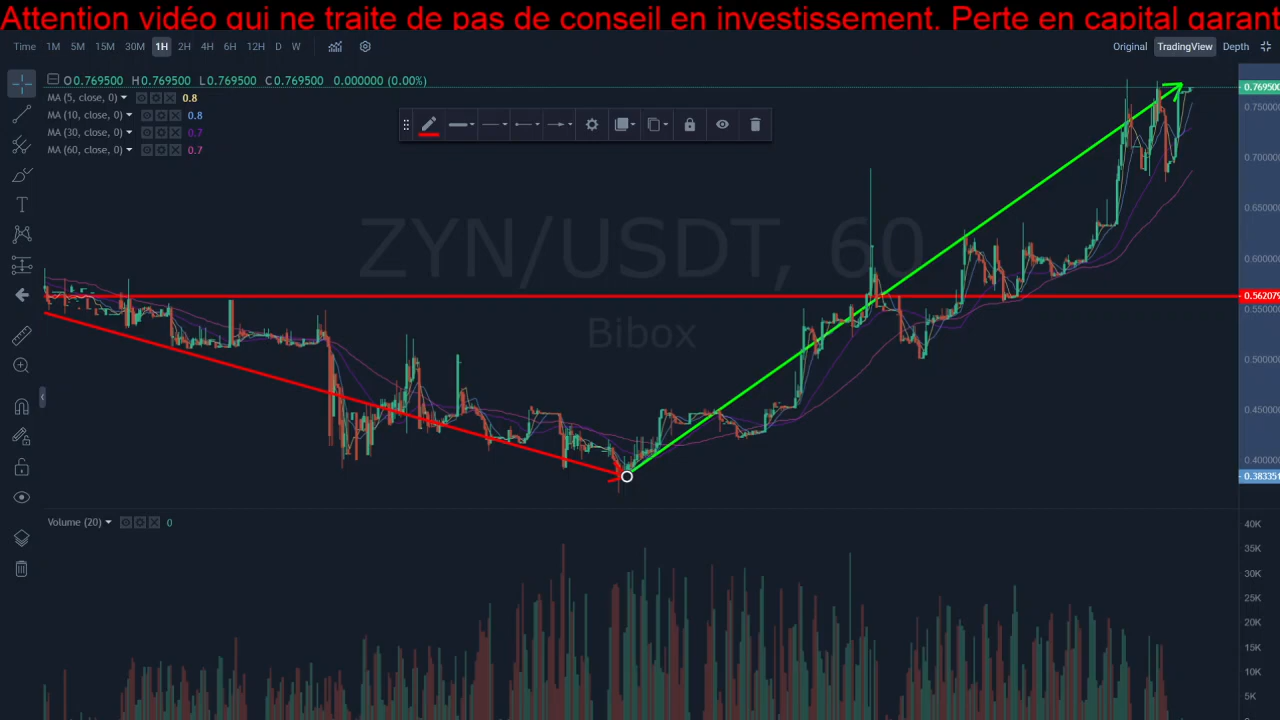 Attention vidéo qui ne traite de pas de conseil en investissement. Perte en capital garant
Time 1M 5M 15M 30M 1H 2H 4H 6H 12H D W Original TradingView Depth
O0.769500 H0.769500 L0.769500 C0.769500 0.000000 (0.00%)
MA (5, close, 0) 0.8
MA (10, close, 0) 0.8
MA (30, close, 0) 0.7
MA (60, close, 0) 0.7
ZYN/USDT, 60
Bibox
0.769500
0.750000
0.700000
0.650000
0.600000
0.562079
0.550000
0.500000
0.450000
0.400000
0.38335
Volume (20) 0
40K
35K
30K
25K
20K
15K
10K
5K